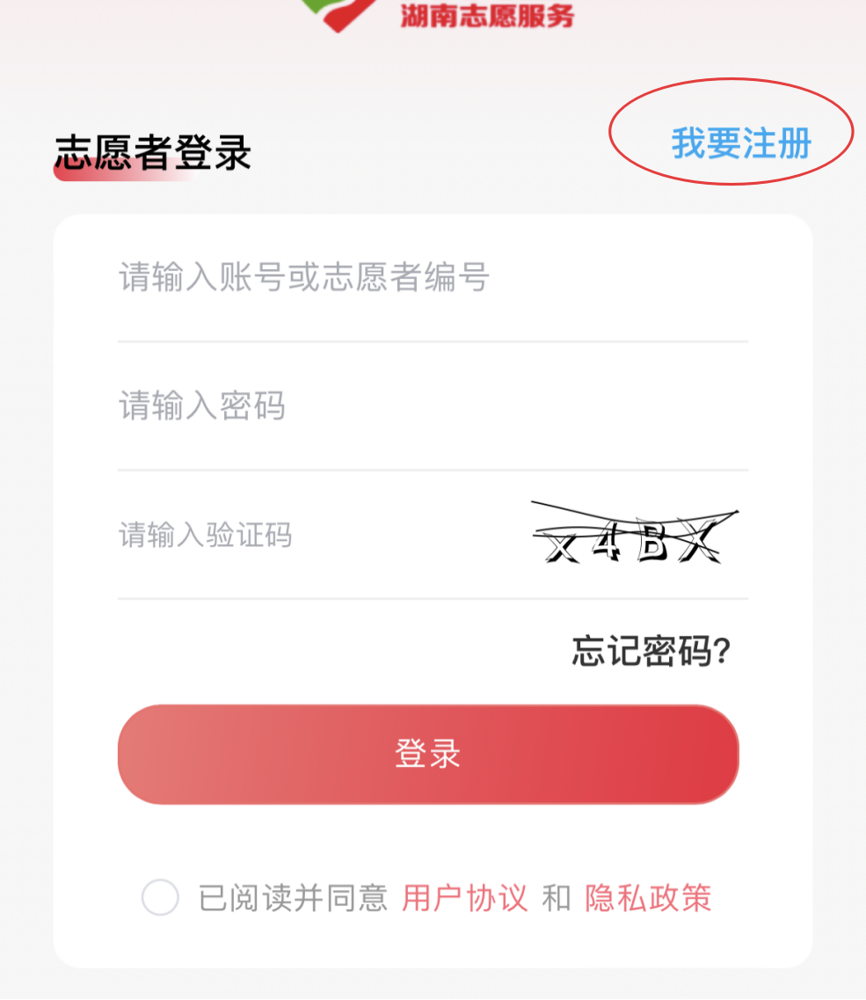 湖南志愿服务
志愿者登录 我要注册
请输入账号或志愿者编号
请输入密码
请输入验证码 X4BX
忘记密码?
登录
已阅读并同意 用户协议 和 隐私政策